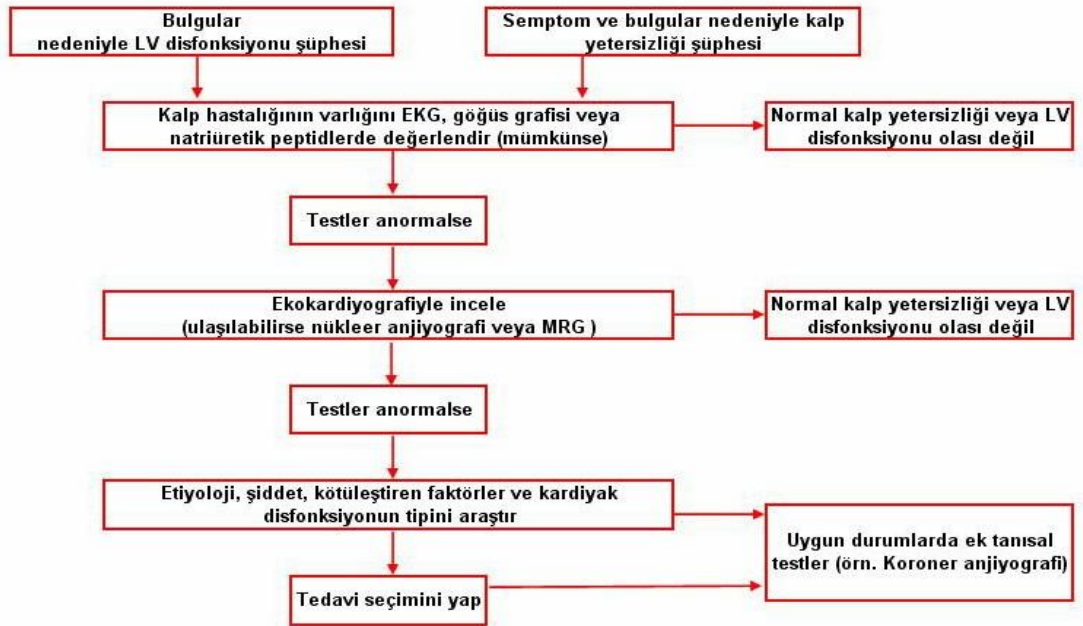 Bulgular
nedeniyle LV disfonksiyonu şüphesi
Semptom ve bulgular nedeniyle kalp
yetersizliği şüphesi
Kalp hastalığının varlığını EKG, göğüs grafisi veya
natriüretik peptidlerde değerlendir (mümkünse)
Normal kalp yetersizliği veya LV
disfonksiyonu olası değil
Testler anormalse
Ekokardiyografiyle incele
(ulaşılabilirse nükleer anjiyografi veya MRG )
Normal kalp yetersizliği veya LV
disfonksiyonu olası değil
Testler anormalse
Etiyoloji, şiddet, kötüleştiren faktörler ve kardiyak
disfonksiyonun tipini araştır
Uygun durumlarda ek tanısal
testler (örn. Koroner anjiyografi)
Tedavi seçimini yap